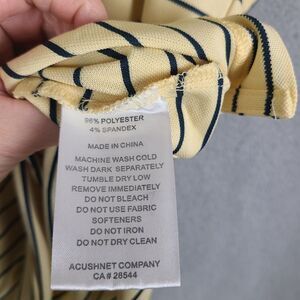 96% POLYESTER
4% SPANDEX
MADE IN CHINA
MACHINE WASH COLD
WASH DARK SEPARATELY
TUMBLE DRY LOW
REMOVE IMMEDIATELY
DO NOT BLEACH
DO NOT USE FABRIC
SOFTENERS
DO NOT IRON
DO NOT DRY CLEAN
ACUSHNET COMPANY
CA # 28544